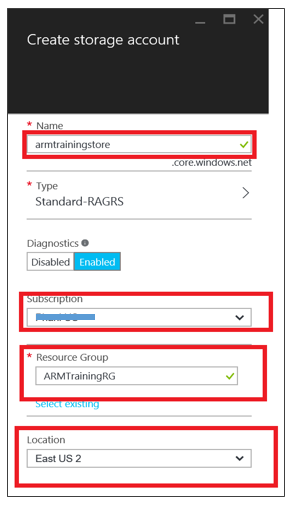 Create storage account
* Name
armtrainingstore
.core.windows.net
* Type
Standard-RAGRS
Diagnostics
Disabled Enabled
Subscription
* Resource Group
ARMTrainingRG
Select existing
Location
East US 2